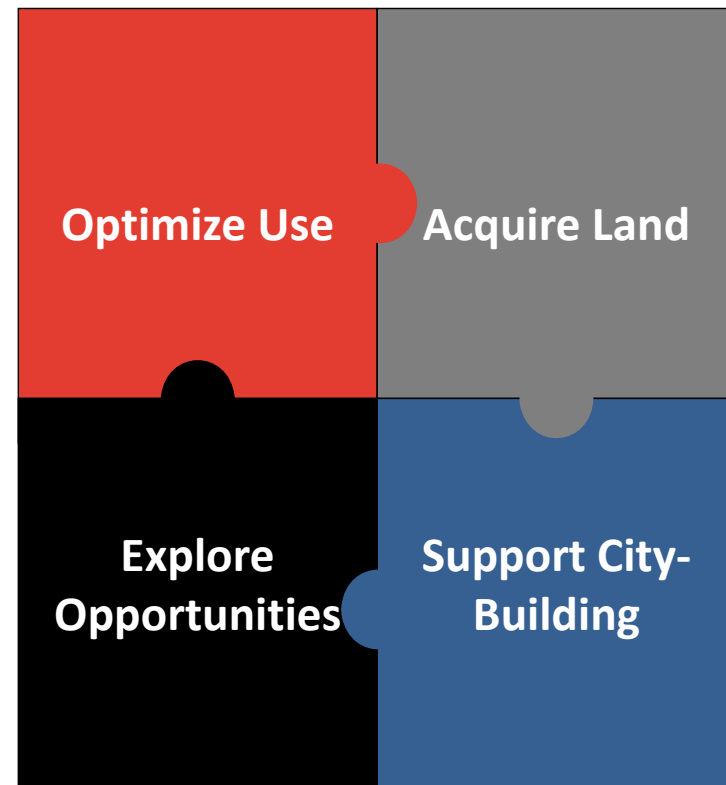 Optimize Use
Acquire Land
Explore
Opportunities
Support City-
Building